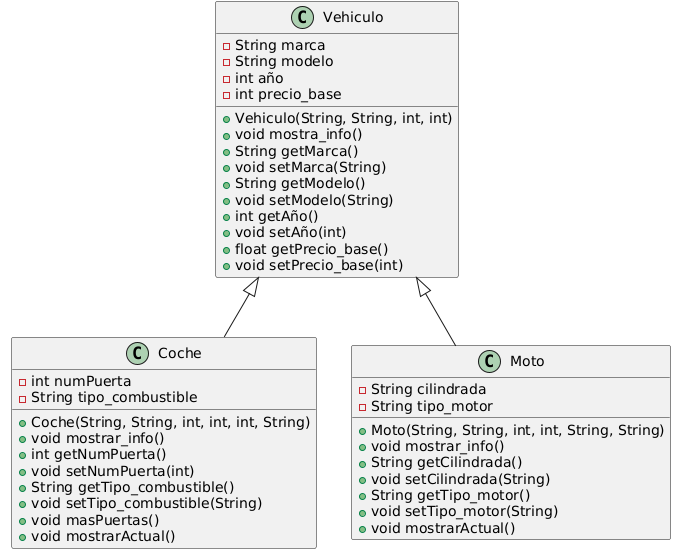 C Vehiculo
String marca
String modelo
int año
int precio_base
Vehiculo(String, String, int, int)
void mostra_info()
String getMarca()
void setMarca(String)
String getModelo()
void setModelo(String)
int getAño()
void setAño(int)
float getPrecio_base()
void setPrecio_base(int)
C Coche
int numPuerta
String tipo_combustible
Coche(String, String, int, int, int, String)
void mostrar_info()
int getNumPuerta()
void setNumPuerta(int)
String getTipo_combustible()
void setTipo_combustible(String)
void masPuertas()
void mostrarActual()
C Moto
String cilindrada
String tipo_motor
Moto(String, String, int, int, String, String)
void mostrar_info()
String getCilindrada()
void setCilindrada(String)
String getTipo_motor()
void setTipo_motor(String)
void mostrarActual()